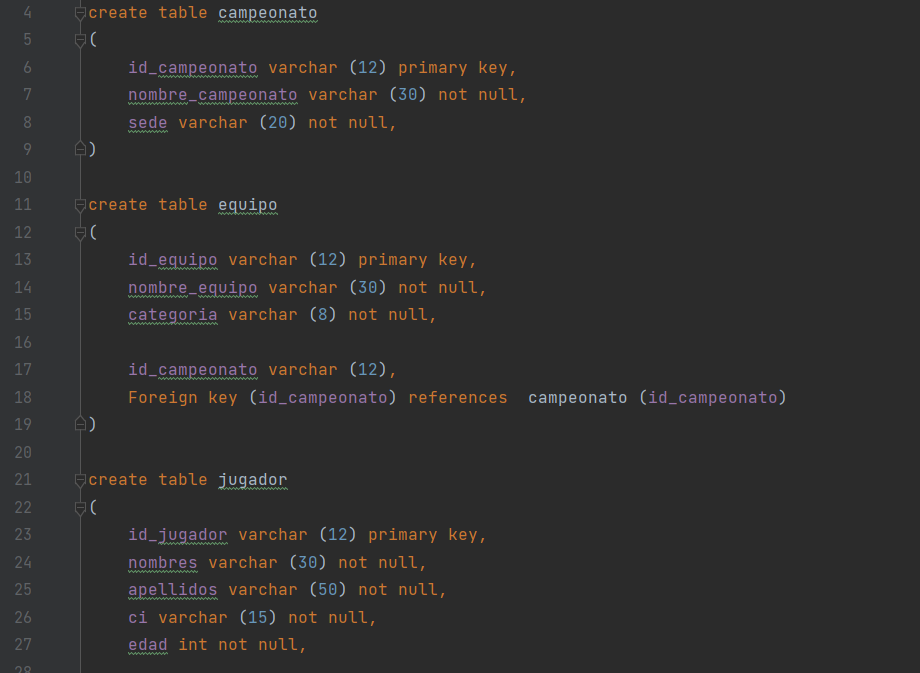 4 create table campeonato
5 (
6 id_campeonato varchar (12) primary key,
7 nombre_campeonato varchar (30) not null,
8 sede varchar (20) not null,
9 )
10
11 create table equipo
12 (
13 id_equipo varchar (12) primary key,
14 nombre_equipo varchar (30) not null,
15 categoria varchar (8) not null,
16
17 id_campeonato varchar (12),
18 Foreign key (id_campeonato) references  campeonato (id_campeonato)
19 )
20
21 create table jugador
22 (
23 id_jugador varchar (12) primary key,
24 nombres varchar (30) not null,
25 apellidos varchar (50) not null,
26 ci varchar (15) not null,
27 edad int not null,
28